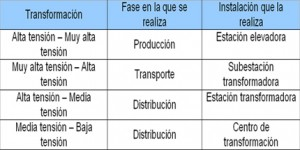 Transformación
Fase en la que se
realiza
Instalación que la
realiza
Alta tensión – Muy alta
tensión
Producción
Estación elevadora
Muy alta tensión – Alta
tensión
Transporte
Subestación
transformadora
Alta tensión – Media
tensión
Distribución
Estación transformadora
Media tensión – Baja
tensión
Distribución
Centro de
transformación